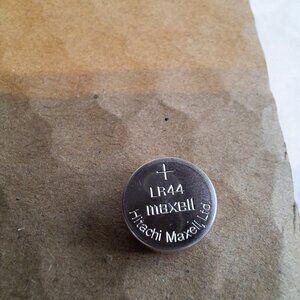 +
LR44
maxell
Hitachi Maxell, Ltd.